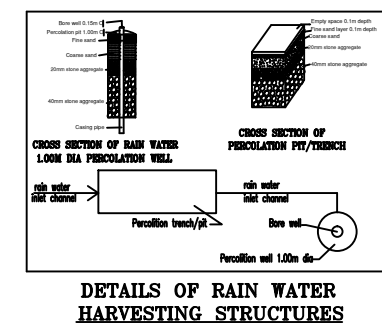 Bore well 0.15m
Percolation pit 1.00m
Fine sand
Coarse sand
20mm stone aggregate
40mm stone aggregate
Casing pipe
CROSS SECTION OF RAIN WATER
1.00M DIA PERCOLATION WELL
Empty space 0.1m depth
Fine sand layer 0.1m depth
Coarse sand
20mm stone aggregate
40mm stone aggregate
CROSS SECTION OF
PERCOLATION PIT/TRENCH
rain water
inlet channel
Percolition trench/pit
rain water
inlet channel
Bore well
Percolition well 1.00m dia
DETAILS OF RAIN WATER
HARVESTING STRUCTURES